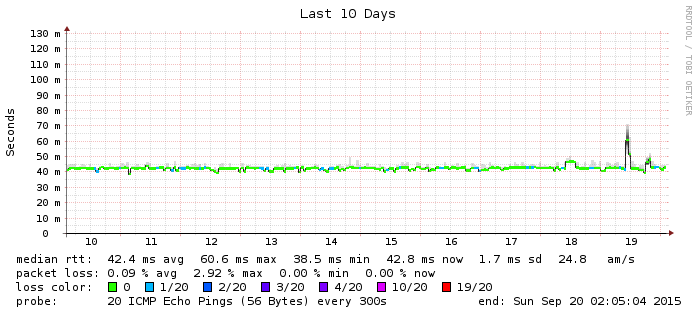 Last 10 Days
RRDTOOL / TOBI OETIKER
Seconds
130 m
120 m
110 m
100 m
90 m
80 m
70 m
60 m
50 m
40 m
30 m
20 m
10 m
0
10 11 12 13 14 15 16 17 18 19
median rtt: 42.4 ms avg 60.6 ms max 38.5 ms min 42.8 ms now 1.7 ms sd 24.8 am/s
packet loss: 0.09 % avg 2.92 % max 0.00 % min 0.00 % now
loss color: 0 1/20 2/20 3/20 4/20 10/20 19/20
probe: 20 ICMP Echo Pings (56 Bytes) every 300s end: Sun Sep 20 02:05:04 2015